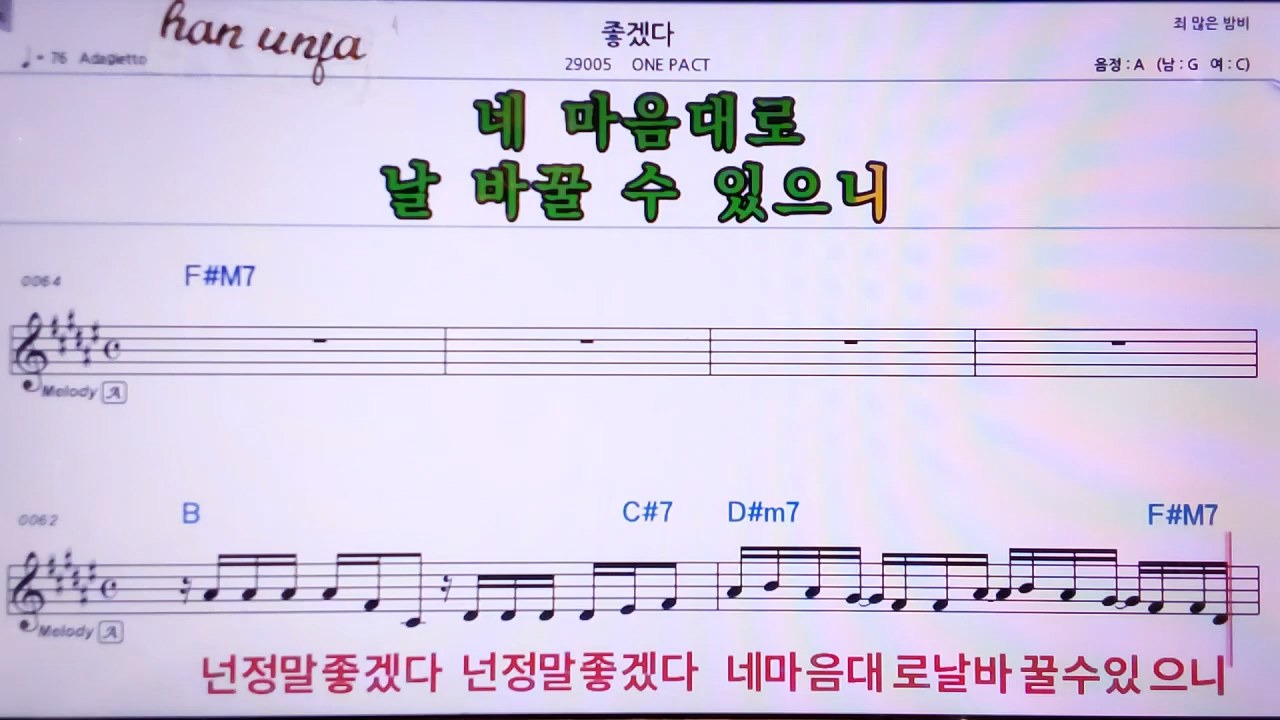 han unja
좋겠다
죄 많은 밤비
♩= 76 Adagietto
29005 ONE PACT
음정 : A (남 : G 여 : C)
네 마음대로
날 바꿀 수 있으니
0064
F#M7
Melody A
0062
B C#7 D#m7 F#M7
Melody A
넌정말좋겠다 넌정말좋겠다 네마음대 로날바 꿀수있 으니